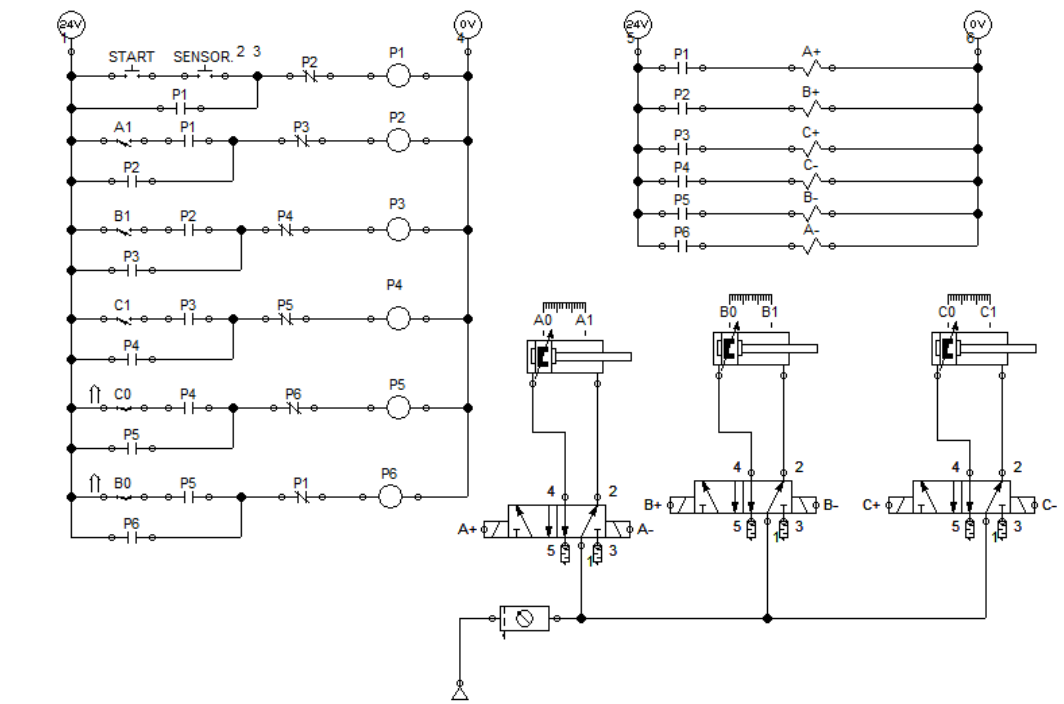 24V 0V 24V 0V
1 4 5 6
START SENSOR. 2 3 P2 P1
P1
A1 P1 P3 P2
P2
B1 P2 P4 P3
P3
C1 P3 P5 P4
P4
C0 P4 P6 P5
P5
B0 P5 P1 P6
P6
P1 A+
P2 B+
P3 C+
P4 C-
P5 B-
P6 A-
A0 A1
B0 B1
C0 C1
4 2
A+ A-
5 1 3
4 2
B+ B-
5 1 3
4 2
C+ C-
5 1 3